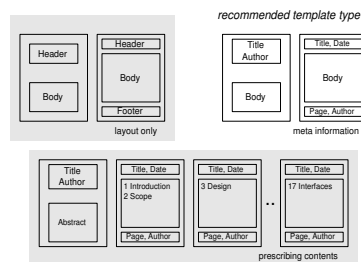 recommended template type
Header
Body
Header
Body
Footer
layout only
Title
Author
Body
Title, Date
Body
Page, Author
meta information
Title
Author
Abstract
Title, Date
1 Introduction
2 Scope
Page, Author
Title, Date
3 Design
Page, Author
..
Title, Date
17 Interfaces
Page, Author
prescribing contents